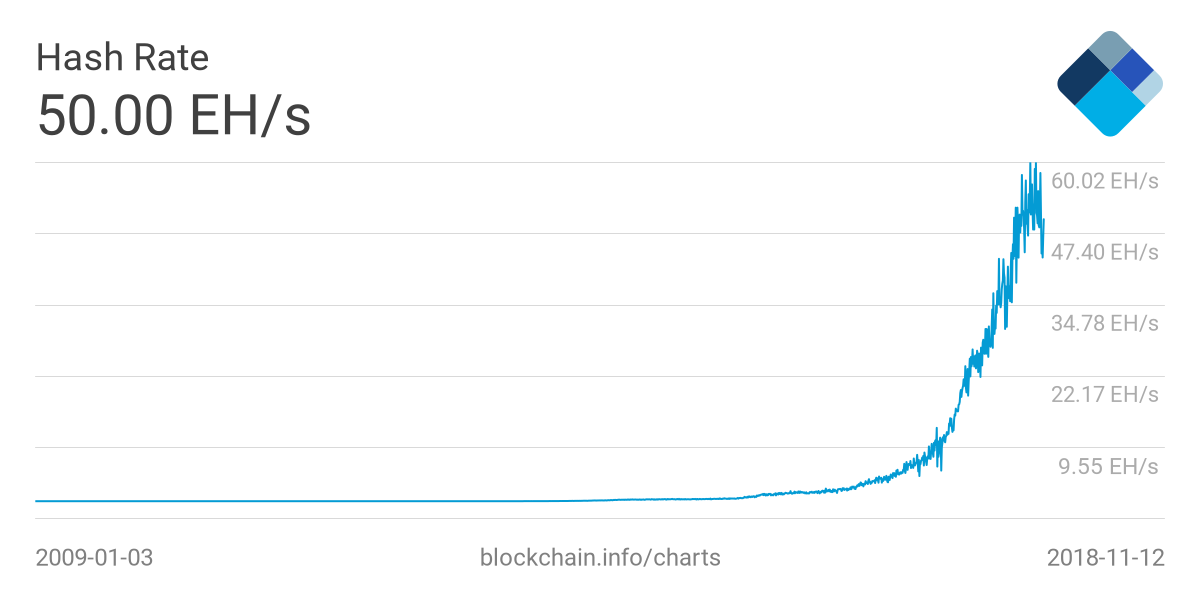 Hash Rate
50.00 EH/s
60.02 EH/s
47.40 EH/s
34.78 EH/s
22.17 EH/s
9.55 EH/s
2009-01-03
blockchain.info/charts
2018-11-12